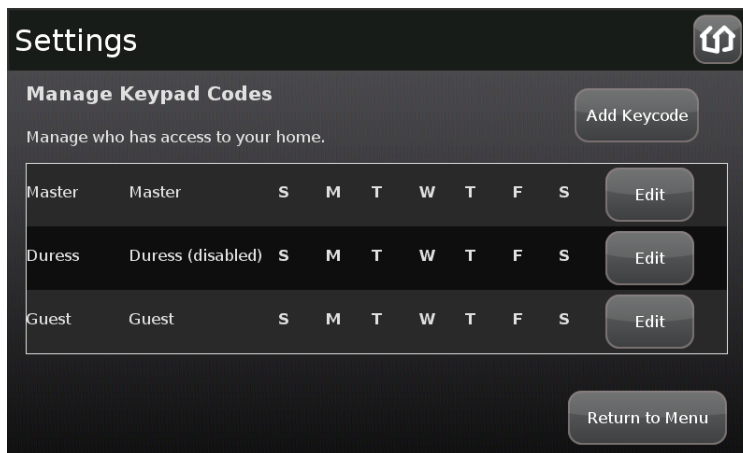 Settings
Manage Keypad Codes
Add Keycode
Manage who has access to your home.
Master Master S M T W T F S Edit
Duress Duress (disabled) S M T W T F S Edit
Guest Guest S M T W T F S Edit
Return to Menu